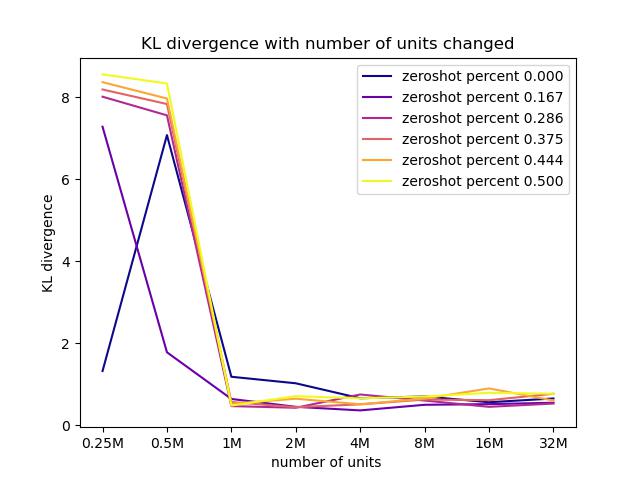 KL divergence with number of units changed
zeroshot percent 0.000
zeroshot percent 0.167
zeroshot percent 0.286
zeroshot percent 0.375
zeroshot percent 0.444
zeroshot percent 0.500
KL divergence
8
6
4
2
0
0.25M 0.5M 1M 2M 4M 8M 16M 32M
number of units